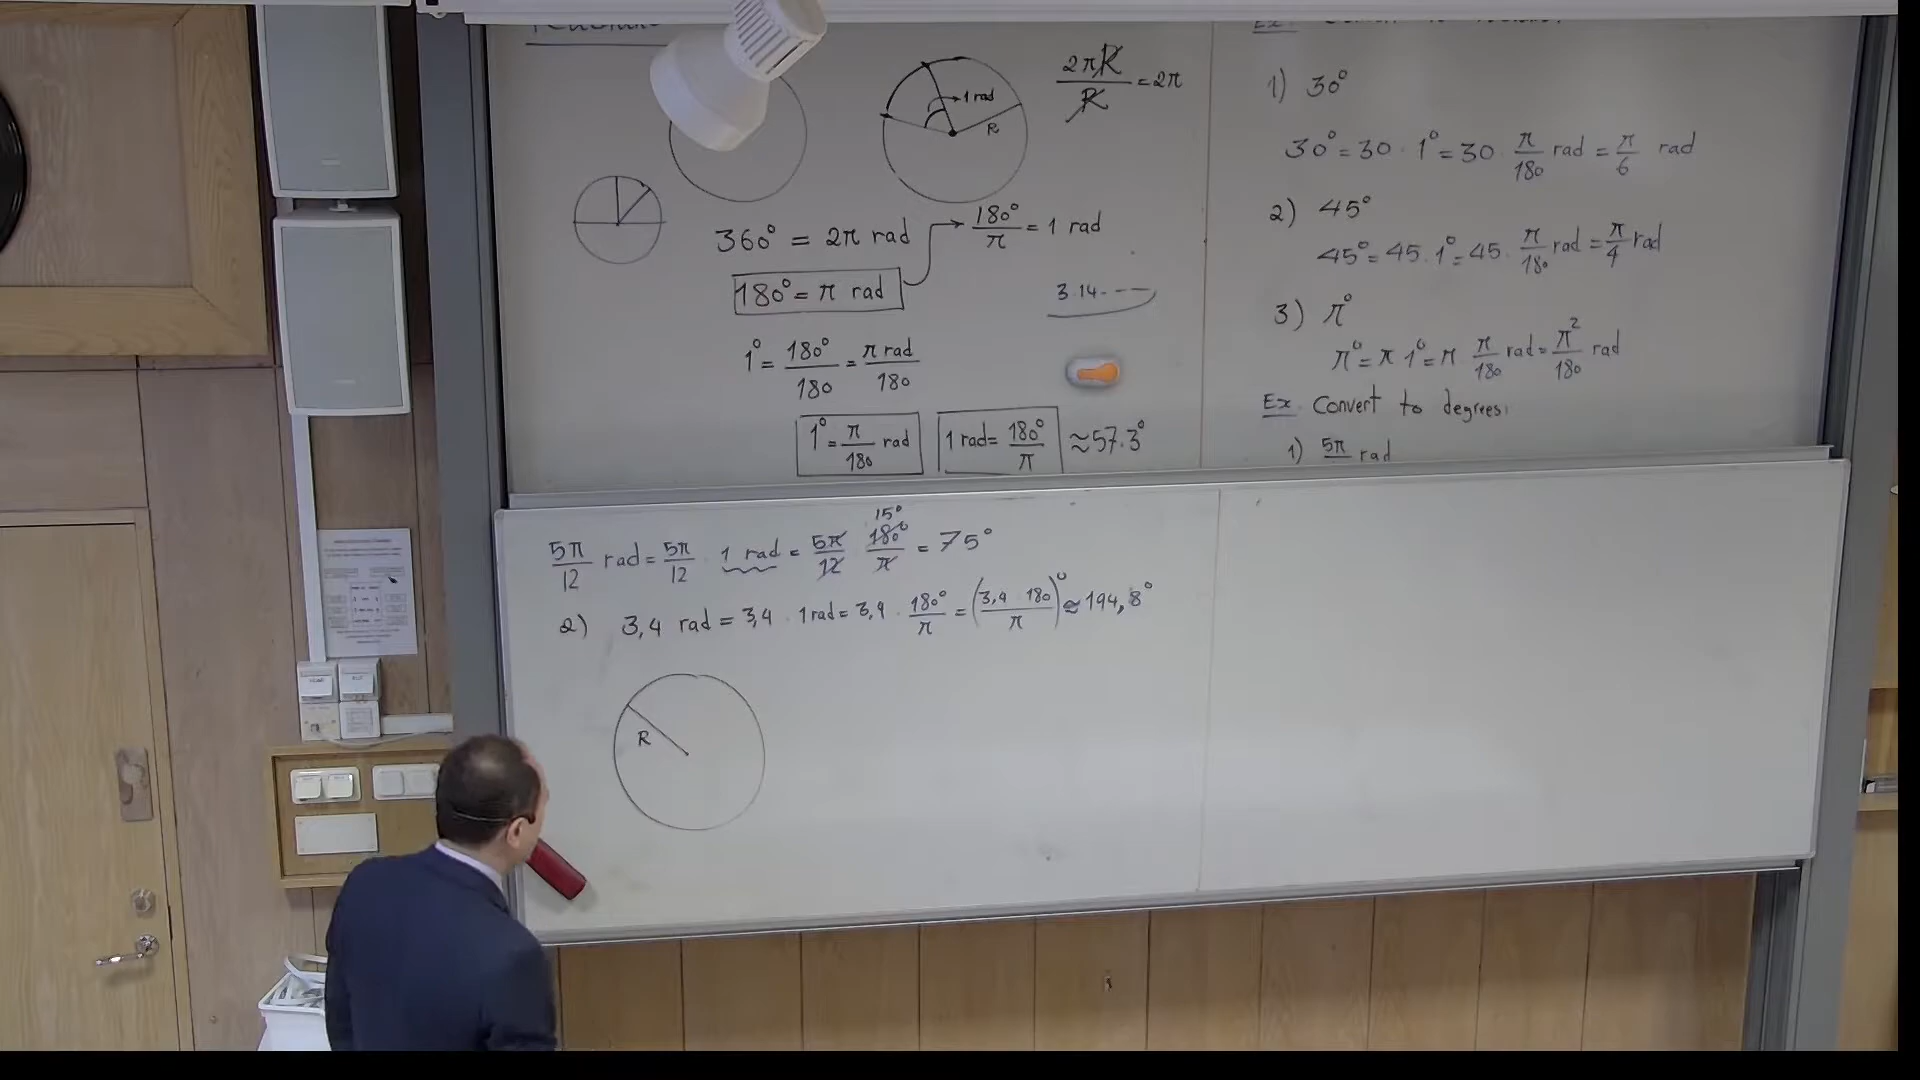 2πR/R = 2π
1 rad
R
360° = 2π rad
180°/π = 1 rad
180° = π rad
3.14.---
1° = 180°/180 = π rad/180
1° = π/180 rad
1 rad = 180°/π ≈ 57.3°
Ex.
1) 30°
30° = 30 · 1° = 30 · π/180 rad = π/6 rad
2) 45°
45° = 45 . 1° = 45 . π/180 rad = π/4 rad
3) π°
π° = π 1° = π π/180 rad = π²/180 rad
Ex. Convert to degrees:
1) 5π rad
5π/12 rad = 5π/12 · 1 rad = 5π/12 · 180°/π = 75°
15°
2) 3,4 rad = 3,4 · 1 rad = 3,4 · 180°/π = (3,4 · 180/π)° ≈ 194,8°
R